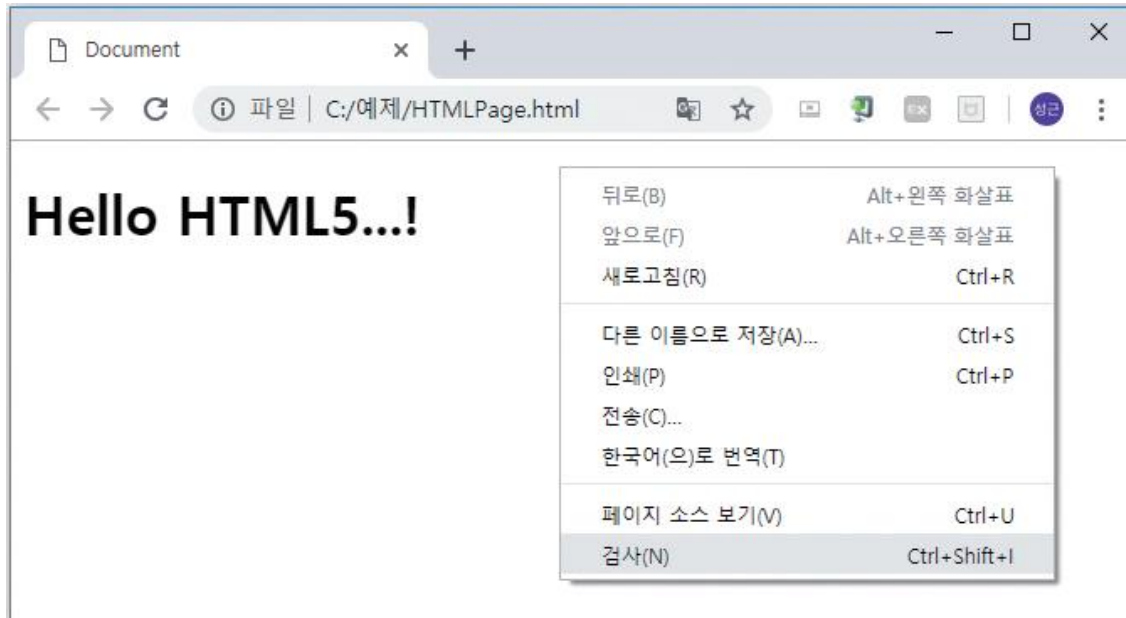 Document
파일 | C:/예제/HTMLPage.html
성근
Hello HTML5...!
뒤로(B) Alt+왼쪽 화살표
앞으로(F) Alt+오른쪽 화살표
새로고침(R) Ctrl+R
다른 이름으로 저장(A)... Ctrl+S
인쇄(P) Ctrl+P
전송(C)...
한국어(으)로 번역(T)
페이지 소스 보기(V) Ctrl+U
검사(N) Ctrl+Shift+I